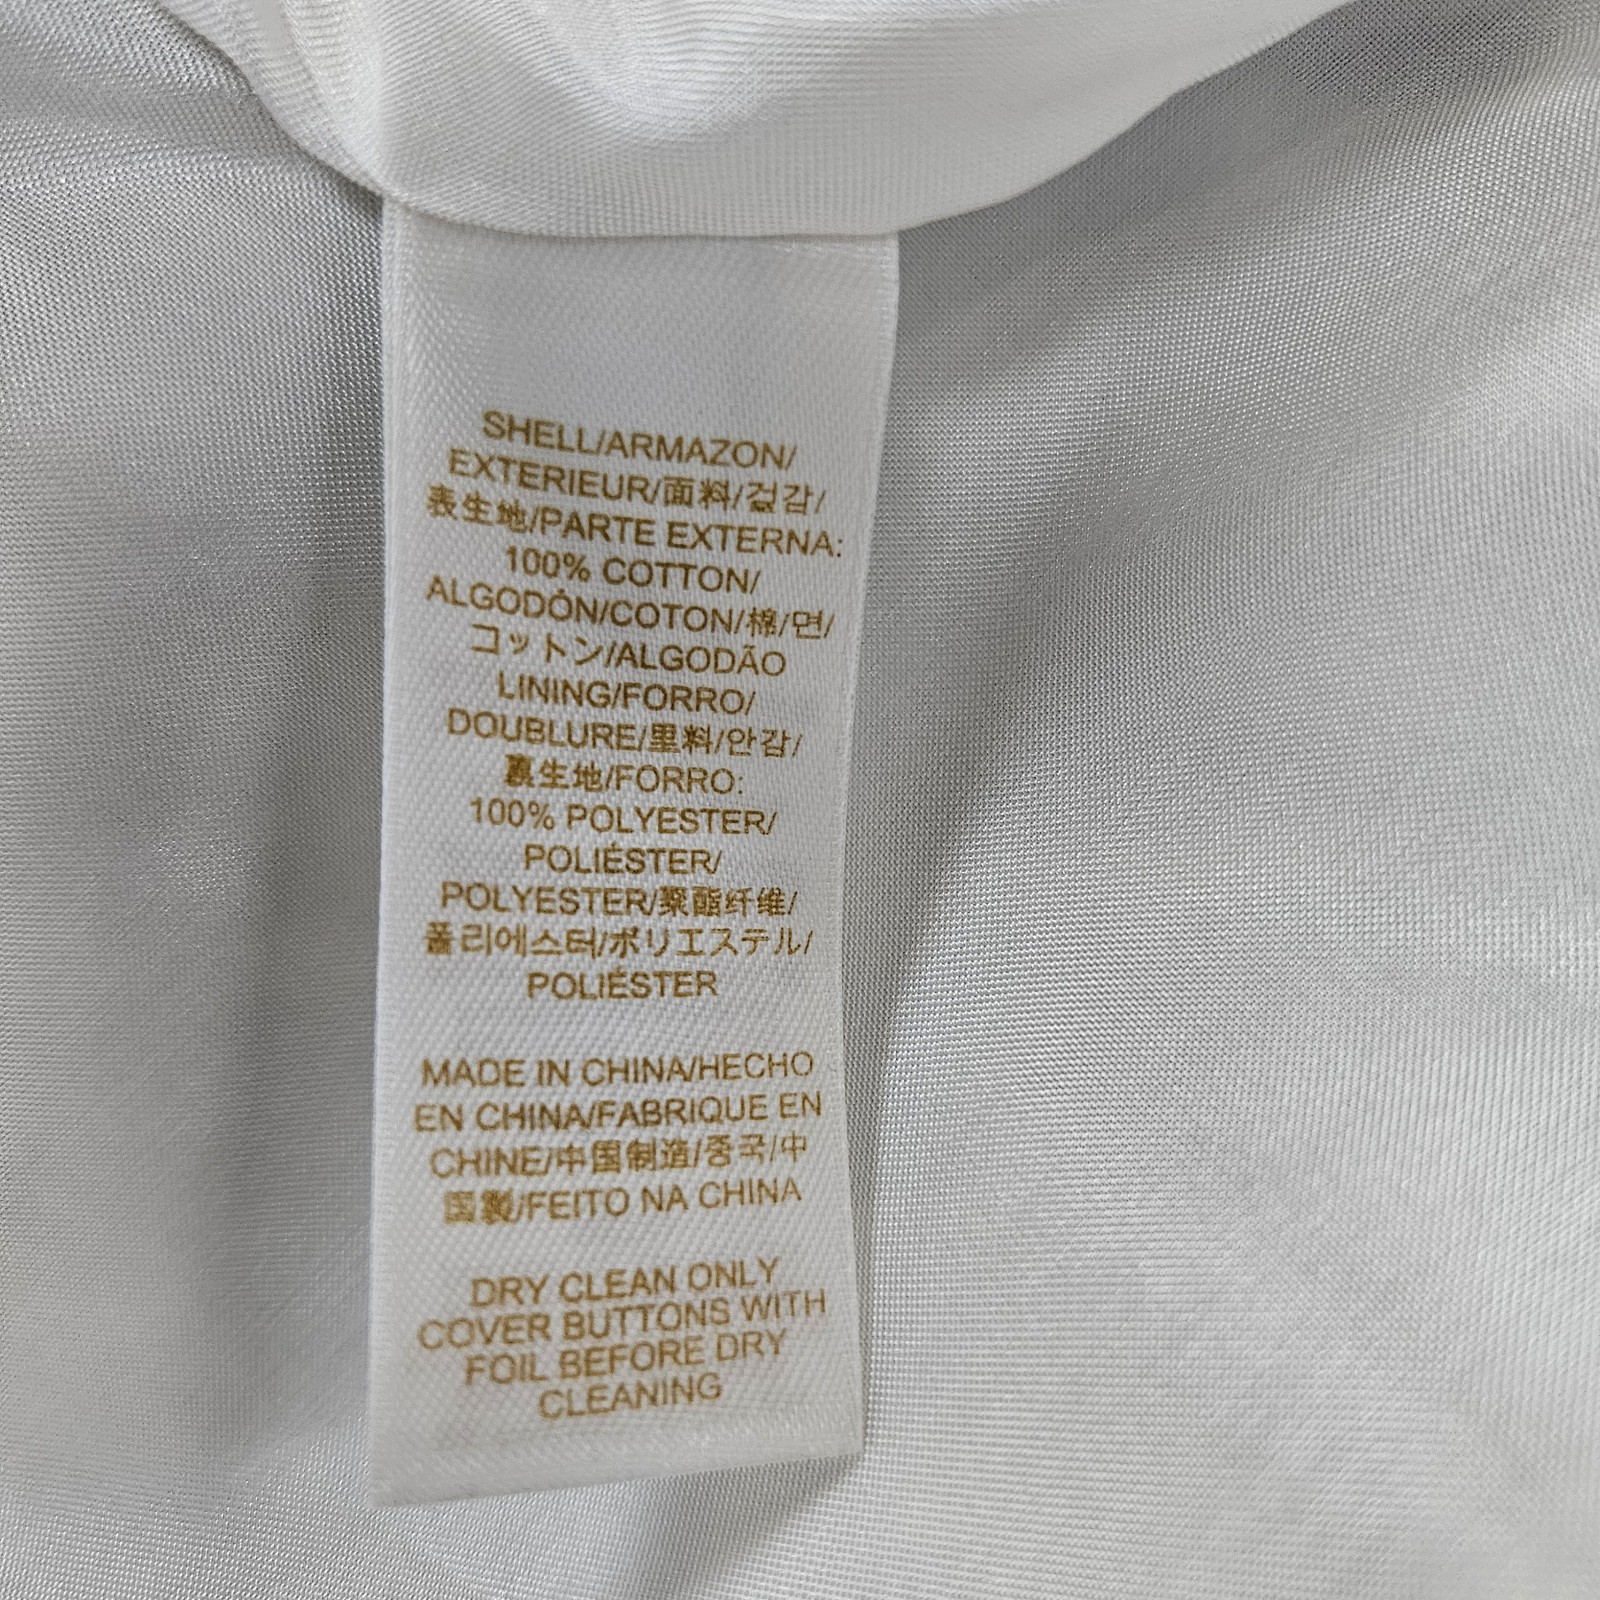 SHELL/ARMAZON/
EXTERIEUR/面料/겉감/
表生地/PARTE EXTERNA:
100% COTTON/
ALGODÓN/COTON/棉/면/
コットン/ALGODÃO
LINING/FORRO/
DOUBLURE/里料/안감/
裏生地/FORRO:
100% POLYESTER/
POLIÉSTER/
POLYESTER/聚酯纤维/
폴리에스터/ポリエステル/
POLIÉSTER
MADE IN CHINA/HECHO
EN CHINA/FABRIQUE EN
CHINE/中国制造/중국/中
国製/FEITO NA CHINA
DRY CLEAN ONLY
COVER BUTTONS WITH
FOIL BEFORE DRY
CLEANING